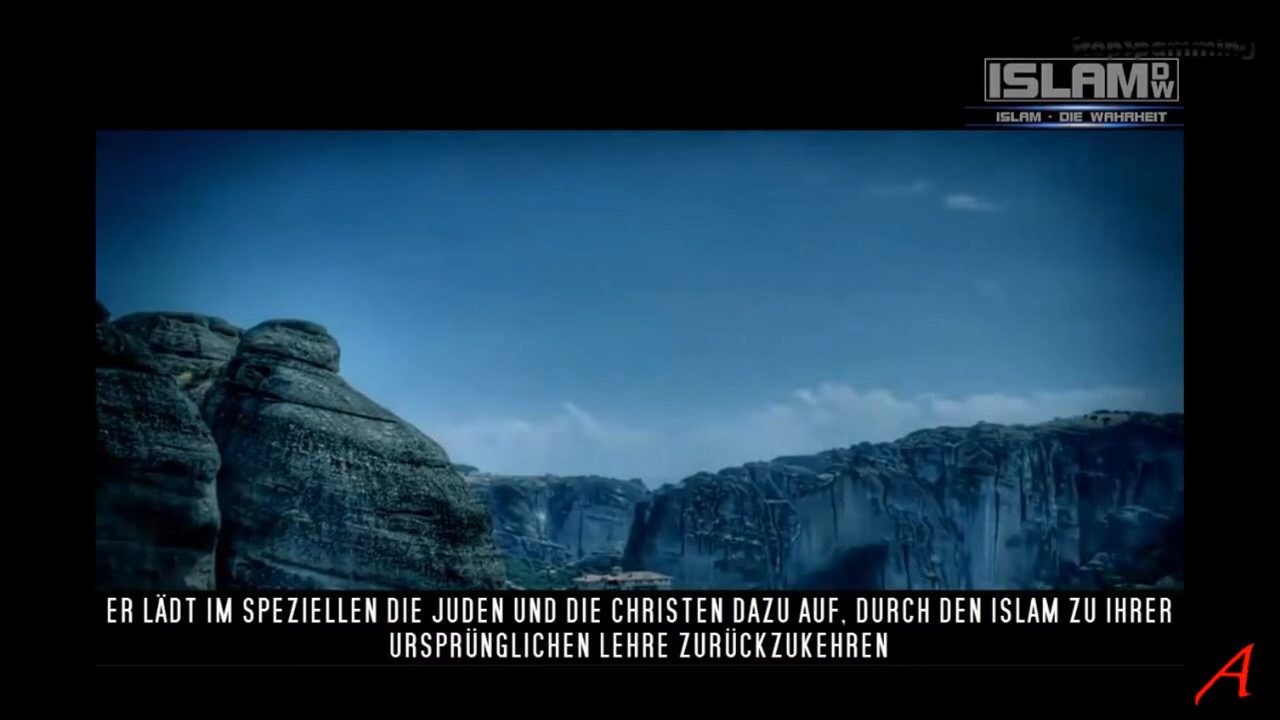 stopspamming
ISLAM DW
ISLAM · DIE WAHRHEIT
ER LÄDT IM SPEZIELLEN DIE JUDEN UND DIE CHRISTEN DAZU AUF, DURCH DEN ISLAM ZU IHRER
URSPRÜNGLICHEN LEHRE ZURÜCKZUKEHREN
A